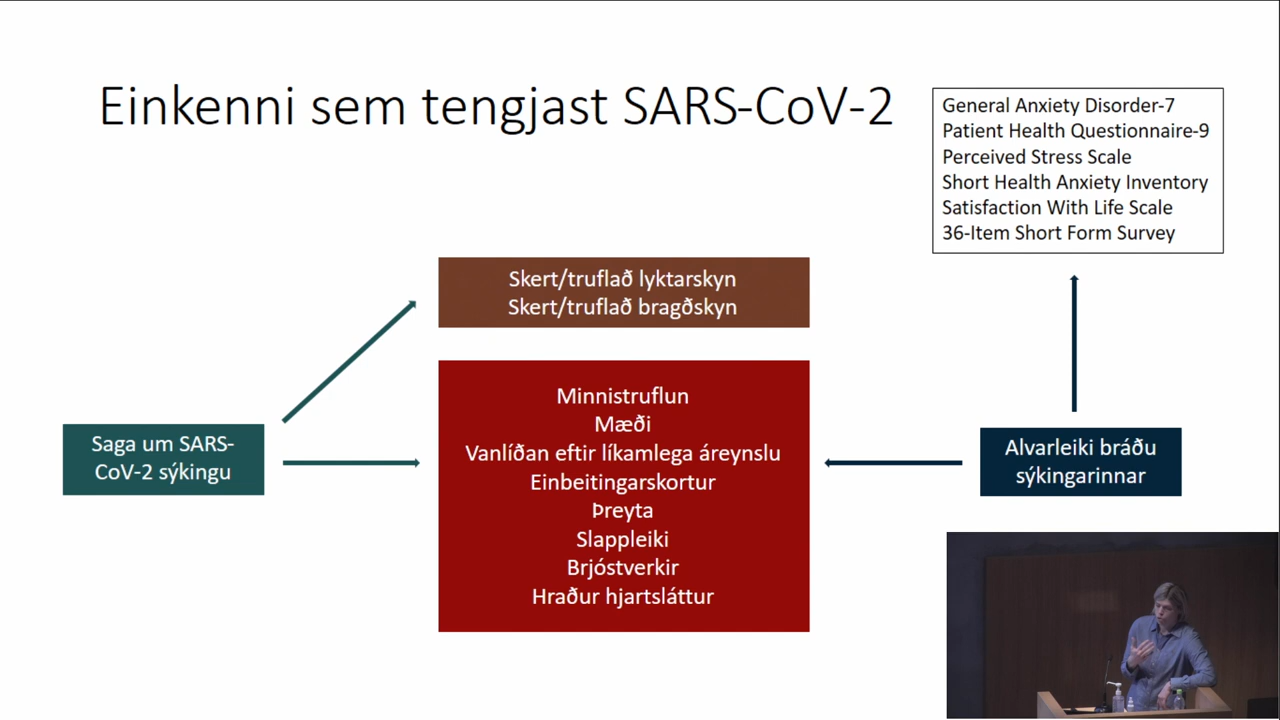 Einkenni sem tengjast SARS-CoV-2
General Anxiety Disorder-7
Patient Health Questionnaire-9
Perceived Stress Scale
Short Health Anxiety Inventory
Satisfaction With Life Scale
36-Item Short Form Survey
Skert/truflað lyktarskyn
Skert/truflað bragðskyn
Saga um SARS-
CoV-2 sýkingu
Minnistruflun
Mæði
Vanlíðan eftir líkamlega áreynslu
Einbeitingarskortur
Þreyta
Slappleiki
Brjóstverkir
Hraður hjartsláttur
Alvarleiki bráðu
sýkingarinnar